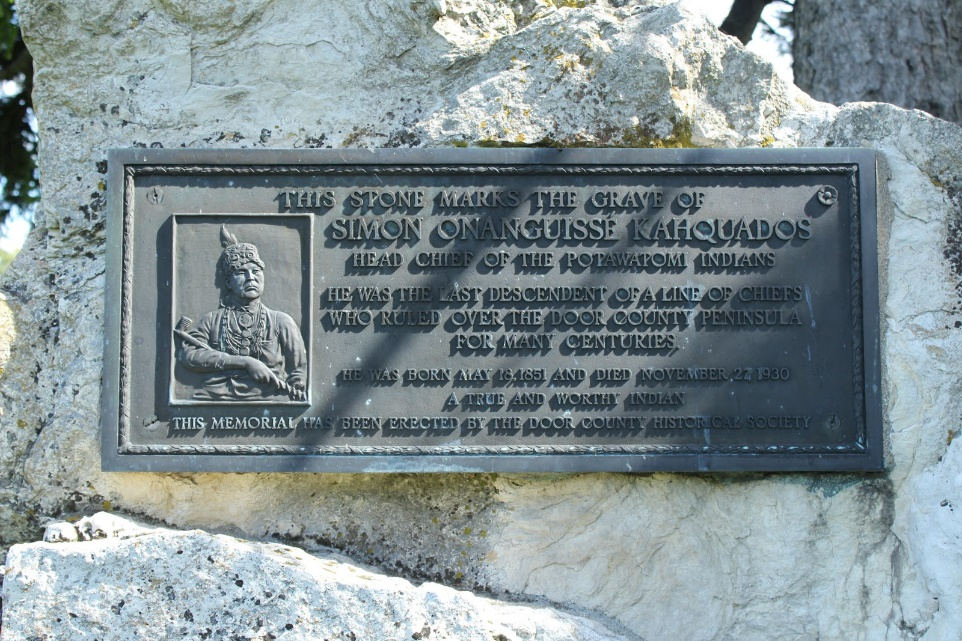 THIS STONE MARKS THE GRAVE OF
SIMON ONANGUISSE KAHQUADOS
HEAD CHIEF OF THE POTAWATOMI INDIANS
HE WAS THE LAST DESCENDENT OF A LINE OF CHIEFS
WHO RULED OVER THE DOOR COUNTY PENINSULA
FOR MANY CENTURIES.
HE WAS BORN MAY 18, 1851 AND DIED NOVEMBER 27, 1930
A TRUE AND WORTHY INDIAN
THIS MEMORIAL HAS BEEN ERECTED BY THE DOOR COUNTY HISTORICAL SOCIETY